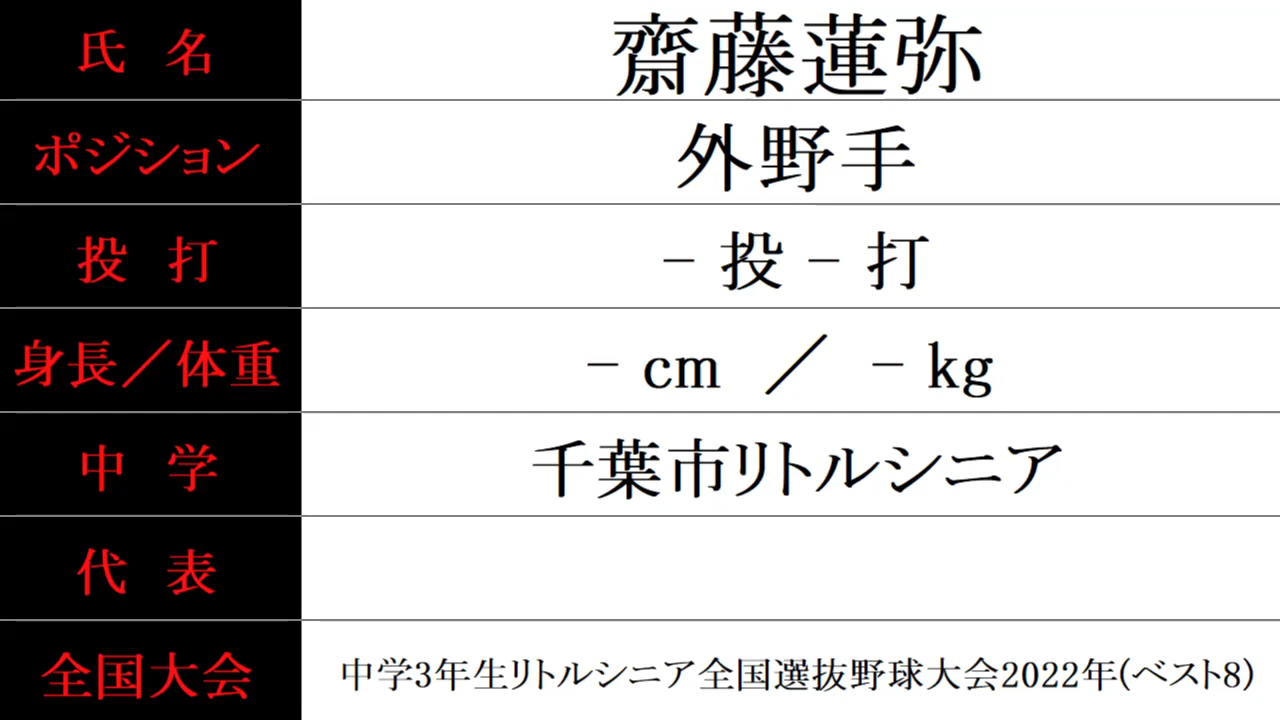 氏 名 齋藤蓮弥
ポジション 外野手
投 打 － 投 － 打
身長／体重 － cm ／ － kg
中 学 千葉市リトルシニア
代 表
全国大会 中学3年生リトルシニア全国選抜野球大会2022年(ベスト8)